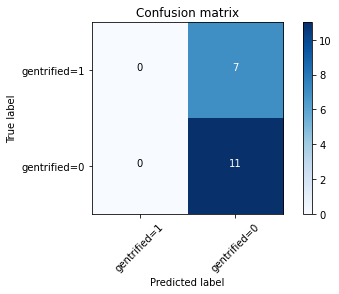 Confusion matrix
gentrified=1
gentrified=0
True label
0
7
0
11
gentrified=1
gentrified=0
Predicted label
10
8
6
4
2
0